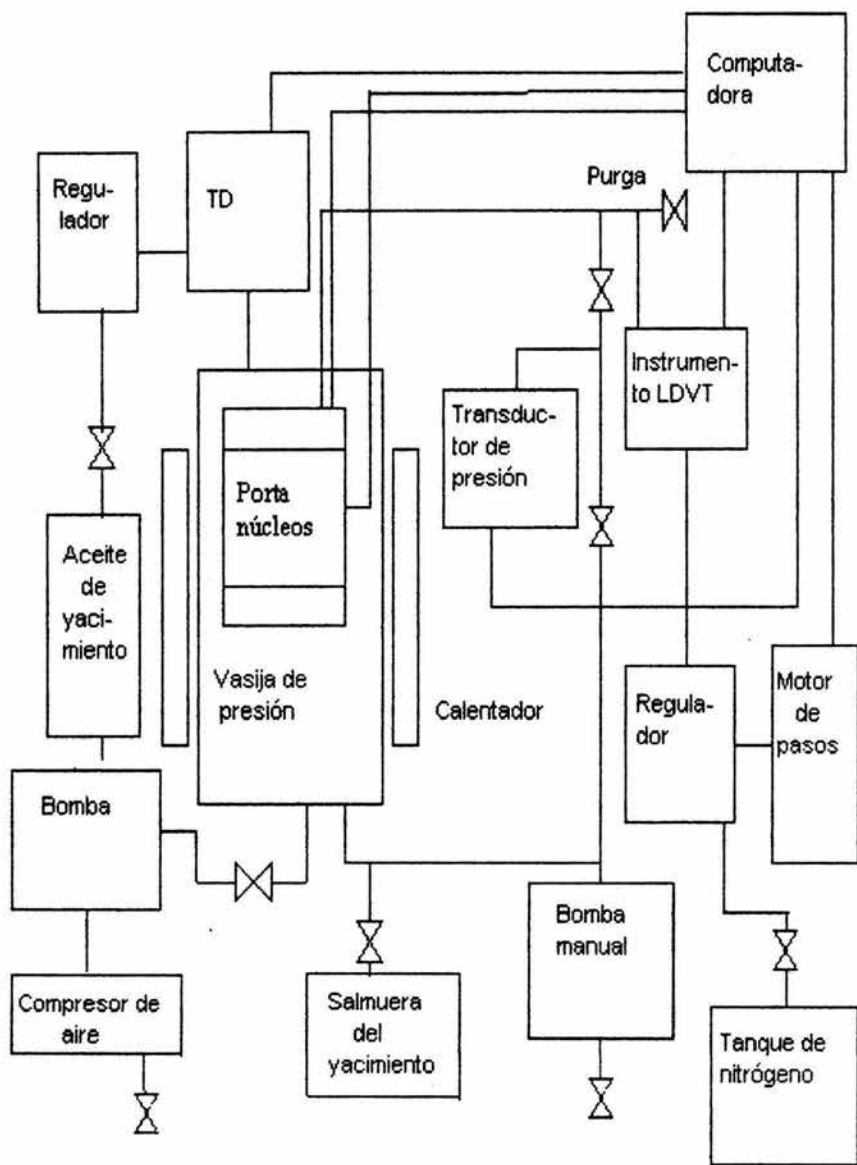 Computa-
dora
Regu-
lador
TD
Purga
Instrumen-
to LDVT
Transduc-
tor de
presión
Porta
núcleos
Aceite
de
yaci-
miento
Vasija de
presión
Calentador
Regula-
dor
Motor
de
pasos
Bomba
Bomba
manual
Compresor de
aire
Salmuera
del
yacimiento
Tanque de
nitrógeno